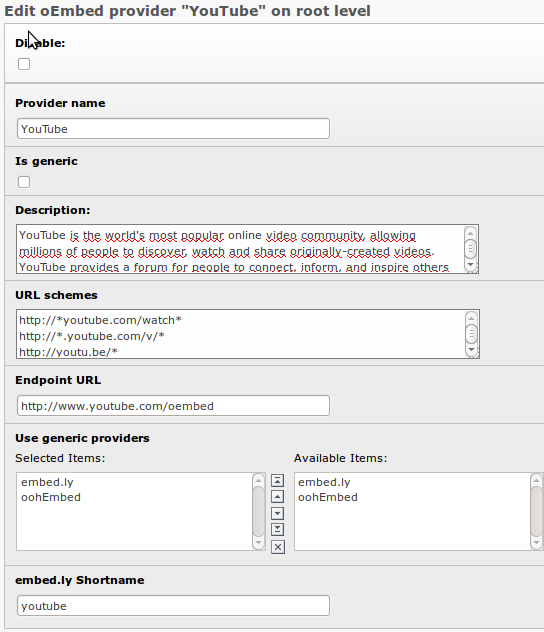 Edit oEmbed provider "YouTube" on root level
Disable:
Provider name
YouTube
Is generic
Description:
YouTube is the world's most popular online video community, allowing
millions of people to discover, watch and share originally-created videos.
YouTube provides a forum for people to connect, inform, and inspire others
URL schemes
http://*youtube.com/watch*
http://*.youtube.com/v/*
http://youtu.be/*
Endpoint URL
http://www.youtube.com/oembed
Use generic providers
Selected Items:
Available Items:
embed.ly
oohEmbed
embed.ly
oohEmbed
embed.ly Shortname
youtube